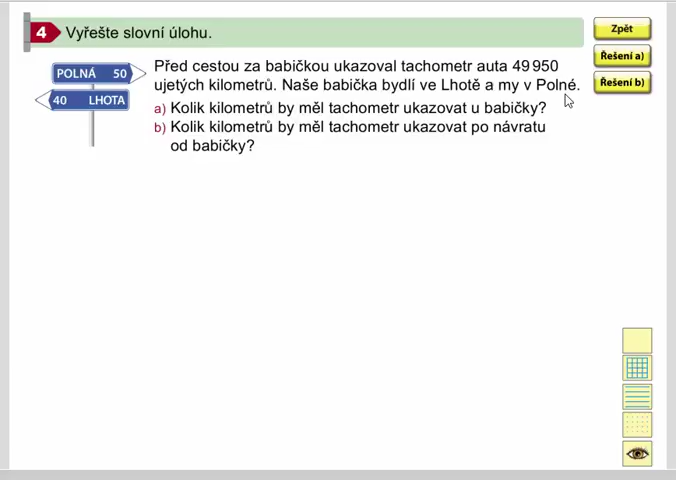 4 Vyřešte slovní úlohu.
Zpět
Řešení a)
Řešení b)
POLNÁ 50
40 LHOTA
Před cestou za babičkou ukazoval tachometr auta 49 950
ujetých kilometrů. Naše babička bydlí ve Lhotě a my v Polné.
a) Kolik kilometrů by měl tachometr ukazovat u babičky?
b) Kolik kilometrů by měl tachometr ukazovat po návratu
od babičky?